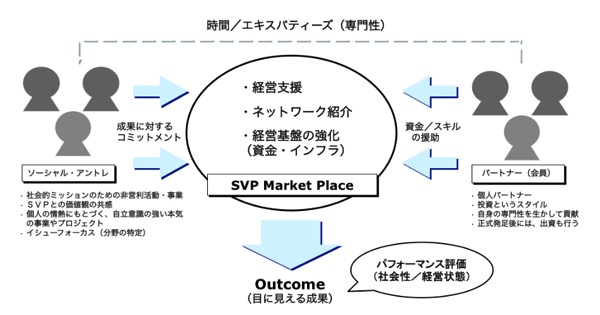 時間／エキスパティーズ（専門性）
・経営支援
・ネットワーク紹介
・経営基盤の強化
（資金・インフラ）
SVP Market Place
成果に対する
コミットメント
資金／スキル
の援助
ソーシャル・アントレ
・社会的ミッションのための非営利活動・事業
・ＳＶＰとの価値観の共感
・個人の情熱にもとづく、自立意識の強い本気
の事業やプロジェクト
・イシューフォーカス（分野の特定）
パートナー（会員）
・個人パートナー
・投資というスタイル
・自身の専門性を生かして貢献
・正式発足後には、出資も行う
Outcome
（目に見える成果）
パフォーマンス評価
（社会性／経営状態）